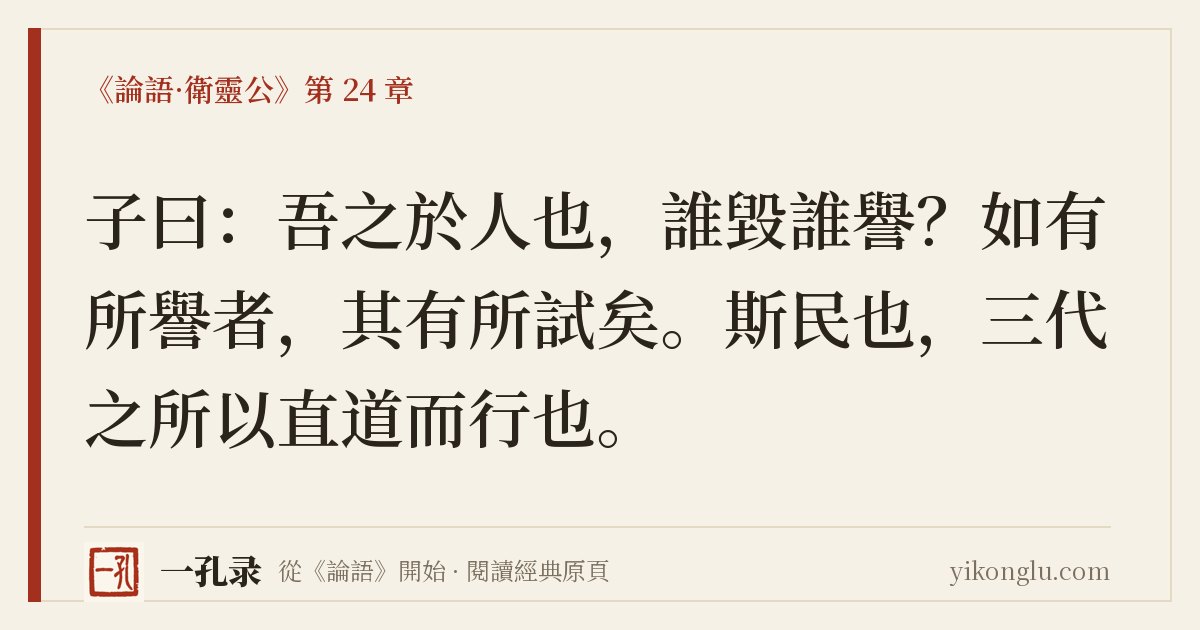 《論語·衛靈公》第 24 章
子曰：吾之於人也，誰毀誰譽？如有
所譽者，其有所試矣。斯民也，三代
之所以直道而行也。
一孔 一孔录 從《論語》開始 · 閱讀經典原頁 yikonglu.com